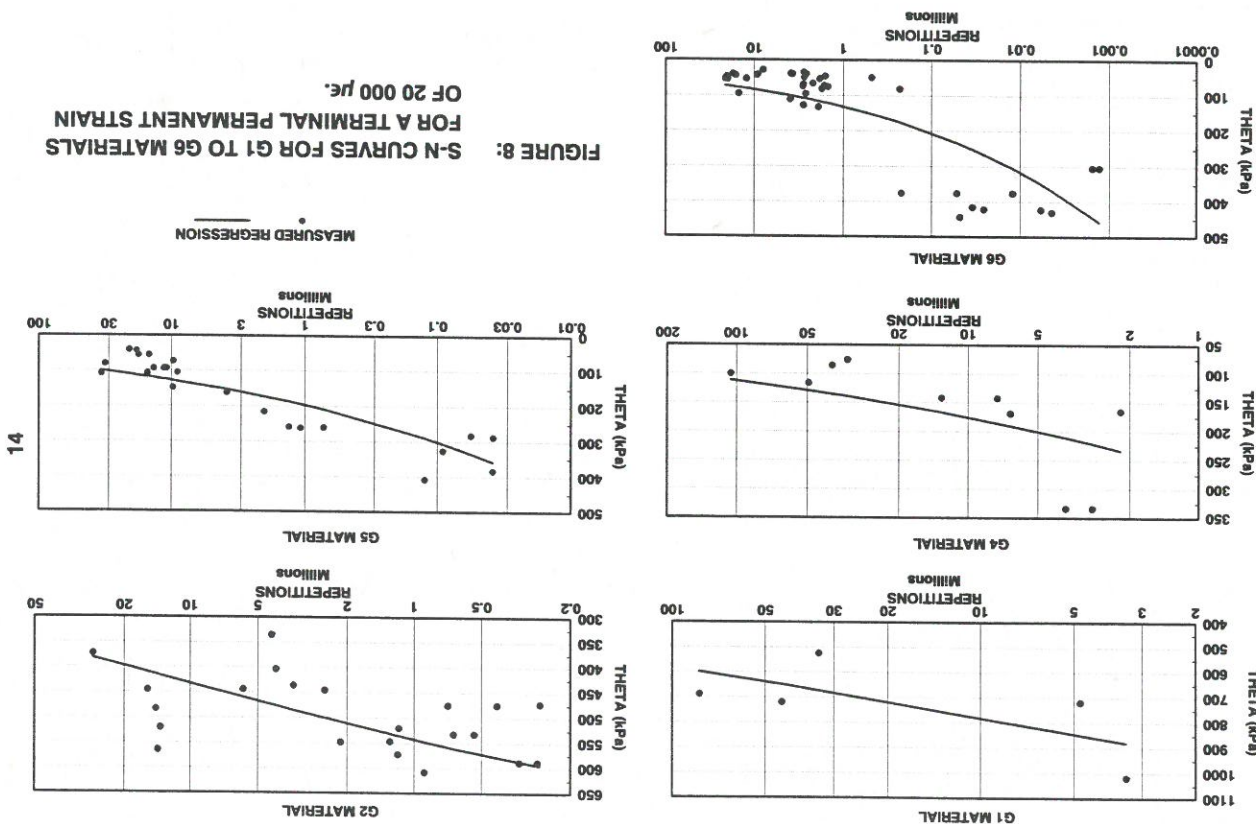 G1 MATERIAL
THETA (kPa)
1100
1000
900
800
700
600
500
400
2 3 5 10 20 30 50 100
REPETITIONS
Millions
G2 MATERIAL
THETA (kPa)
650
600
550
500
450
400
350
300
0.2 0.5 1 2 5 10 20 50
REPETITIONS
Millions
G4 MATERIAL
THETA (kPa)
350
300
250
200
150
100
50
1 2 5 10 20 50 100 200
REPETITIONS
Millions
G5 MATERIAL
THETA (kPa)
500
400
300
200
100
0
0.01 0.03 0.1 0.3 1 3 10 30 100
REPETITIONS
Millions
14
G6 MATERIAL
THETA (kPa)
500
400
300
200
100
0
0.0001 0.001 0.01 0.1 1 10 100
REPETITIONS
Millions
MEASURED REGRESSION
FIGURE 8: S-N CURVES FOR G1 TO G6 MATERIALS
FOR A TERMINAL PERMANENT STRAIN
OF 20 000 µε.